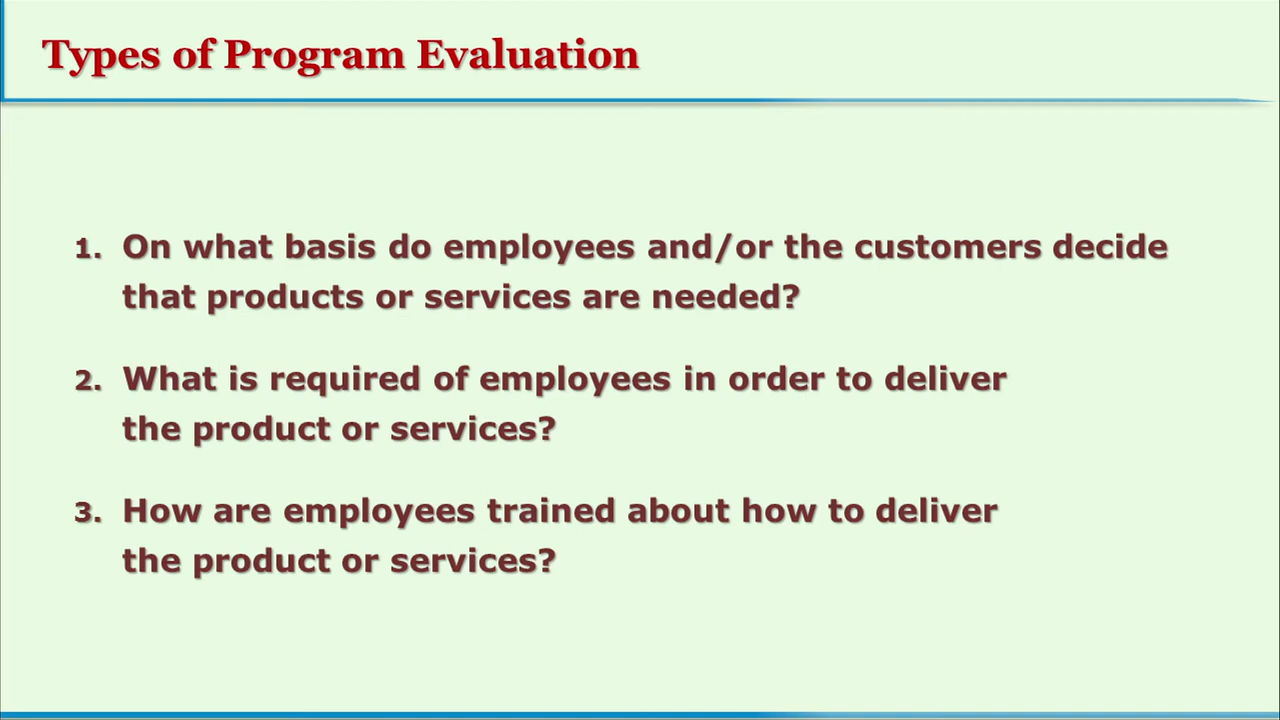 Types of Program Evaluation
1. On what basis do employees and/or the customers decide
that products or services are needed?
2. What is required of employees in order to deliver
the product or services?
3. How are employees trained about how to deliver
the product or services?